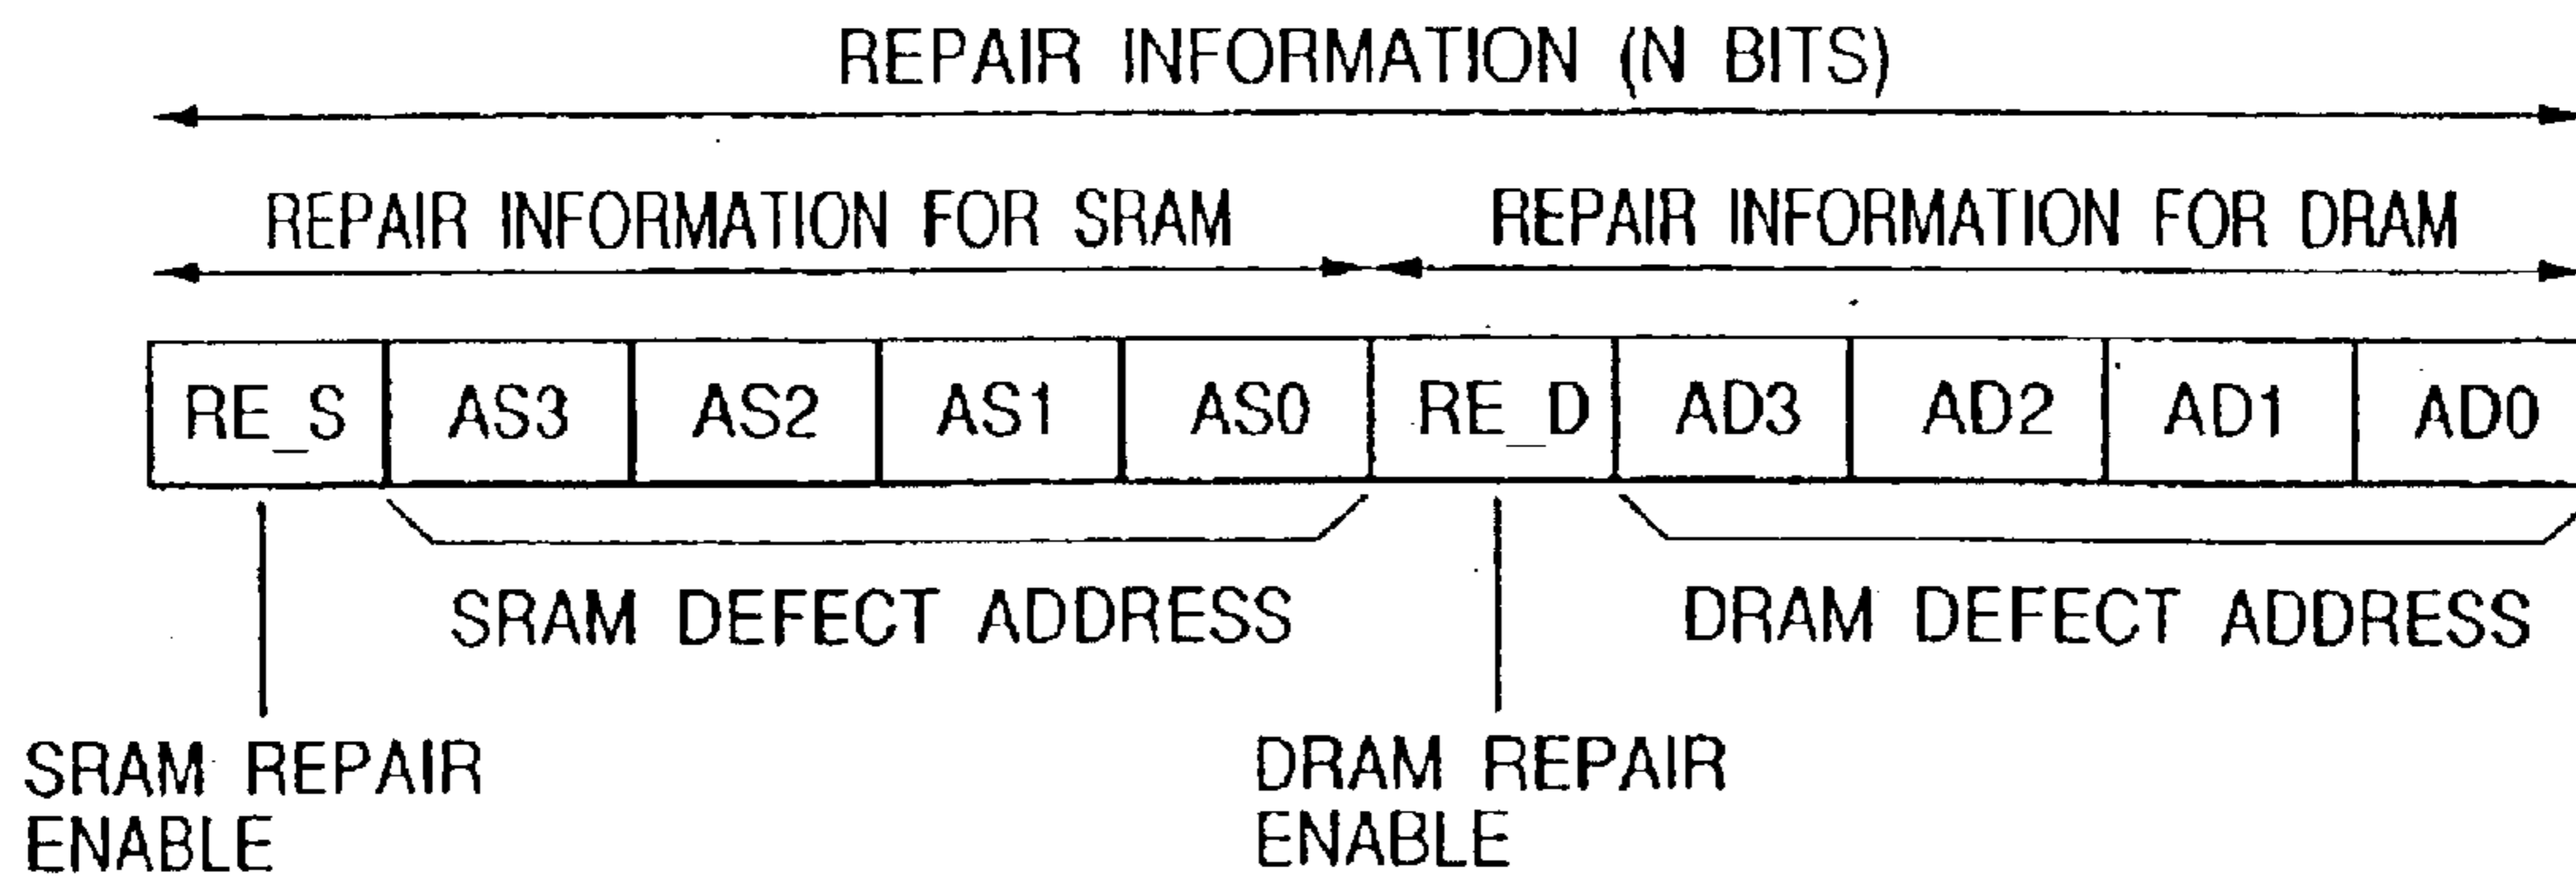 REPAIR INFORMATION (N BITS)
REPAIR INFORMATION FOR SRAM REPAIR INFORMATION FOR DRAM
RE_S AS3 AS2 AS1 AS0 RE_D AD3 AD2 AD1 AD0
SRAM DEFECT ADDRESS DRAM DEFECT ADDRESS
SRAM REPAIR ENABLE
DRAM REPAIR ENABLE